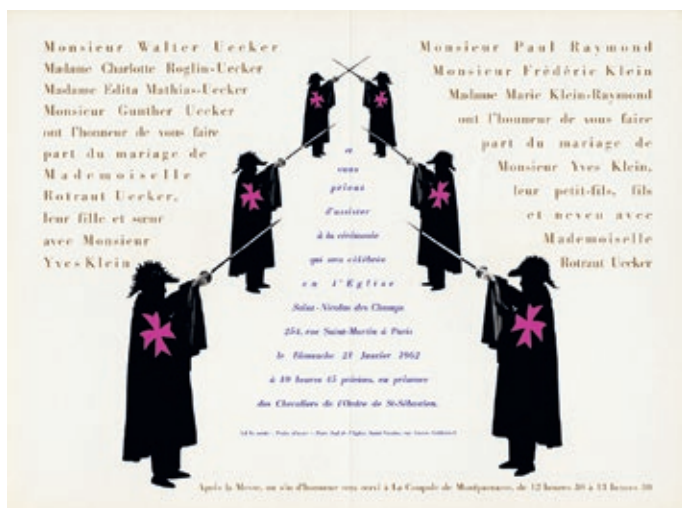 Monsieur Walter Uecker
Madame Charlotte Roglin-Uecker
Madame Edita Mathias-Uecker
Monsieur Gunther Uecker
ont l'honneur de vous faire
part du mariage de
Mademoiselle
Rotraut Uecker,
leur fille et sœur
avec Monsieur
Yves Klein
Monsieur Paul Raymond
Monsieur Frédéric Klein
Madame Marie Klein-Raymond
ont l'honneur de vous faire
part du mariage de
Monsieur Yves Klein,
leur petit-fils, fils
et neveu avec
Mademoiselle
Rotraut Uecker
et
vous
prient
d'assister
à la cérémonie
qui sera célébrée
en l'Eglise
Saint-Nicolas des Champs
254, rue Saint-Martin à Paris
le Dimanche 21 Janvier 1962
à 10 heures 45 précises, en présence
des Chevaliers de l'Ordre de St-Sébastien.
Après la Messe, un vin d'honneur sera servi à La Coupole de Montparnasse, de 12 heures 30 à 13 heures 30